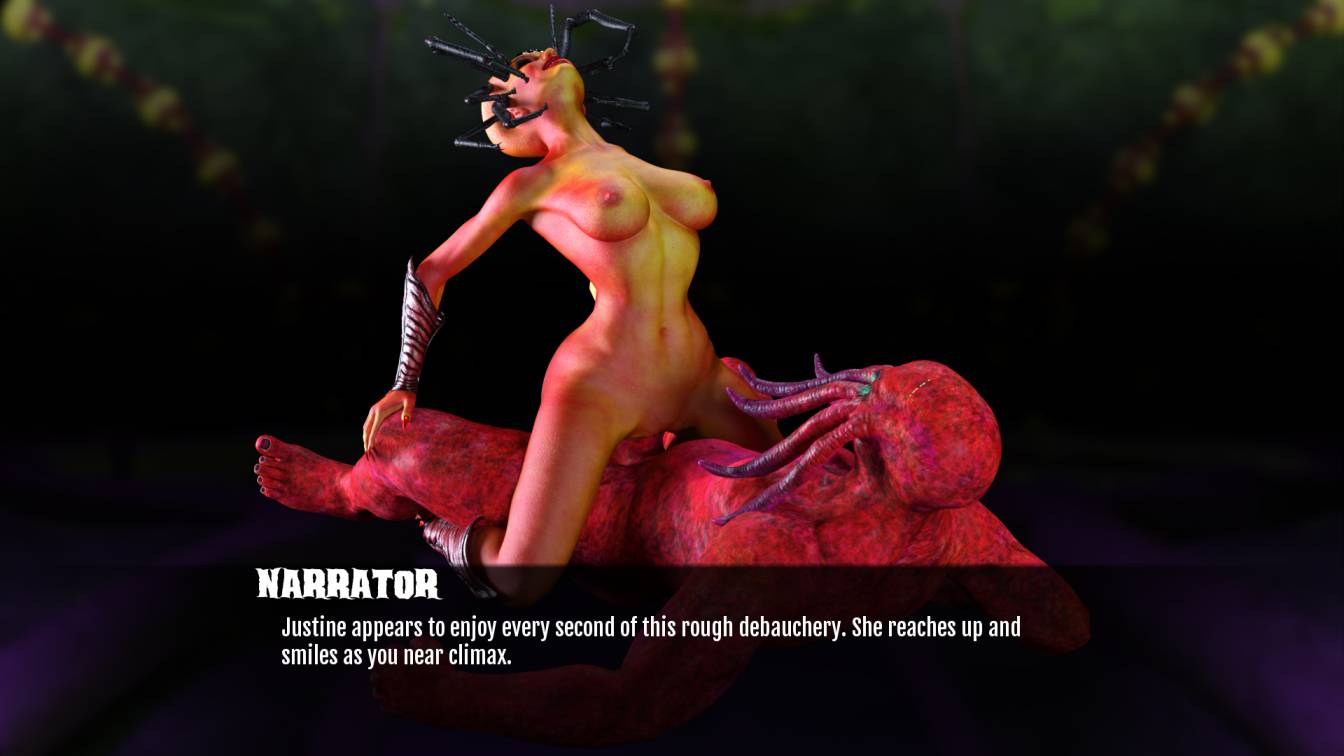 NARRATOR
Justine appears to enjoy every second of this rough debauchery. She reaches up and
smiles as you near climax.